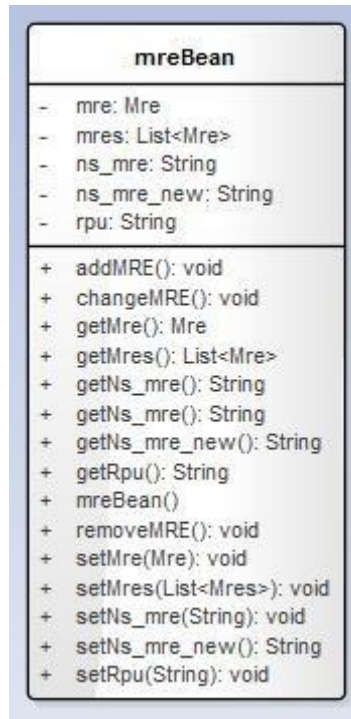 mreBean
- mre: Mre
- mres: List<Mre>
- ns_mre: String
- ns_mre_new: String
- rpu: String
+ addMRE(): void
+ changeMRE(): void
+ getMre(): Mre
+ getMres(): List<Mre>
+ getNs_mre(): String
+ getNs_mre(): String
+ getNs_mre_new(): String
+ getRpu(): String
+ mreBean()
+ removeMRE(): void
+ setMre(Mre): void
+ setMres(List<Mres>): void
+ setNs_mre(String): void
+ setNs_mre_new(): String
+ setRpu(String): void